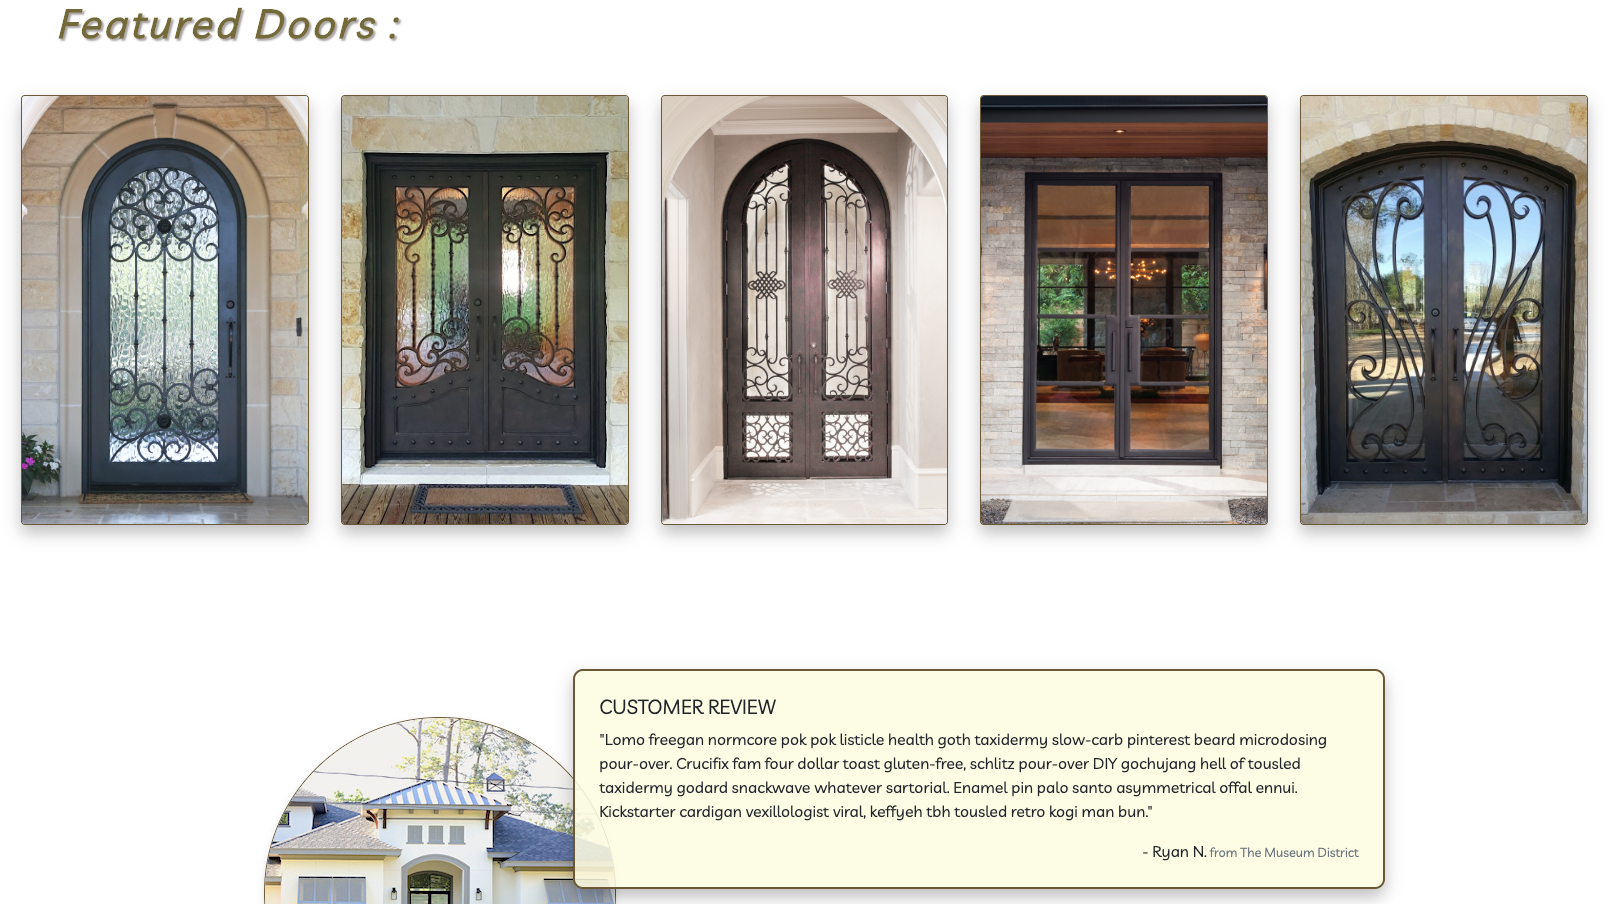 Featured Doors :
CUSTOMER REVIEW
"Lomo freegan normcore pok pok listicle health goth taxidermy slow-carb pinterest beard microdosing
pour-over. Crucifix fam four dollar toast gluten-free, schlitz pour-over DIY gochujang hell of tousled
taxidermy godard snackwave whatever sartorial. Enamel pin palo santo asymmetrical offal ennui.
Kickstarter cardigan vexillologist viral, keffyeh tbh tousled retro kogi man bun."
- Ryan N. from The Museum District